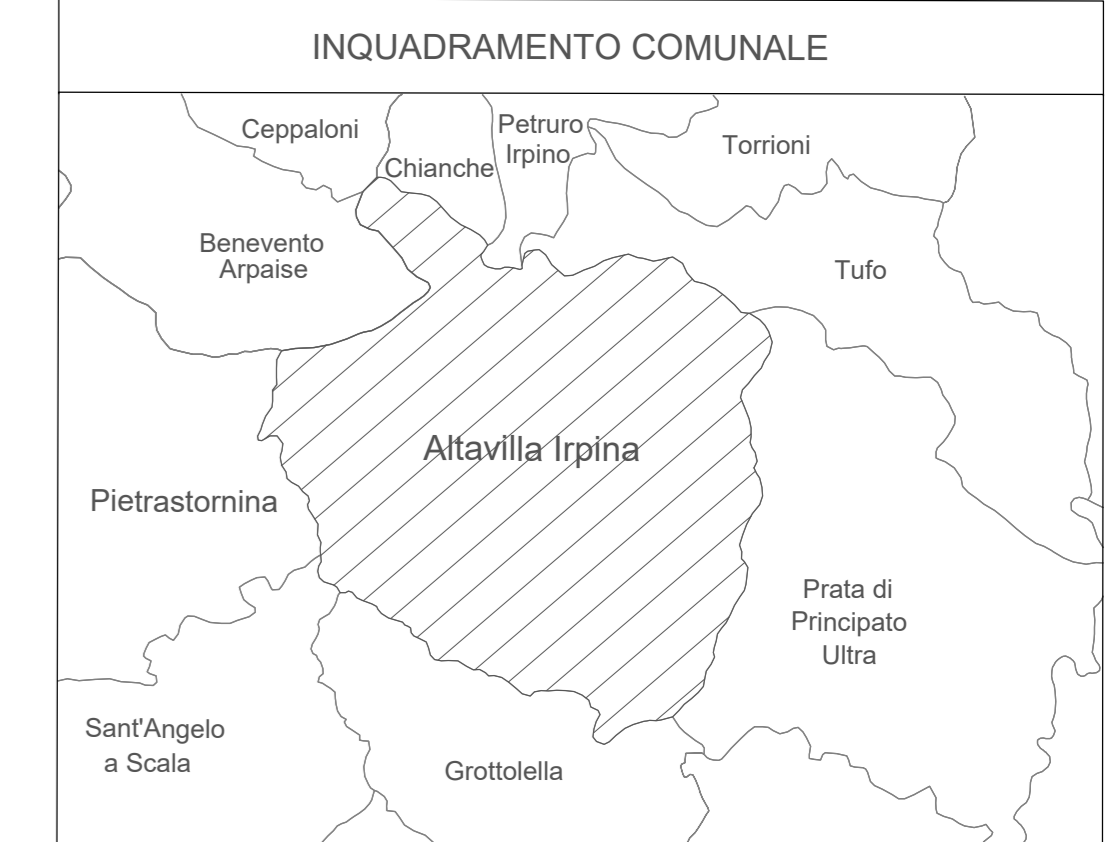 INQUADRAMENTO COMUNALE
Ceppaloni
Chianche
Petruro
Irpino
Torrioni
Benevento
Arpaise
Tufo
Altavilla Irpina
Pietrastornina
Prata di
Principato
Ultra
Sant'Angelo
a Scala
Grottolella